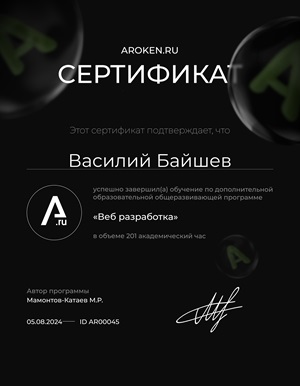 AROKEN.RU
СЕРТИФИКАТ
Этот сертификат подтверждает, что
Василий Байшев
успешно завершил(а) обучение по дополнительной
образовательной общеразвивающей программе
A.ru
«Веб разработка»
в объеме 201 академический час
Автор программы
Мамонтов-Катаев М.Р.
05.08.2024 ID AR00045